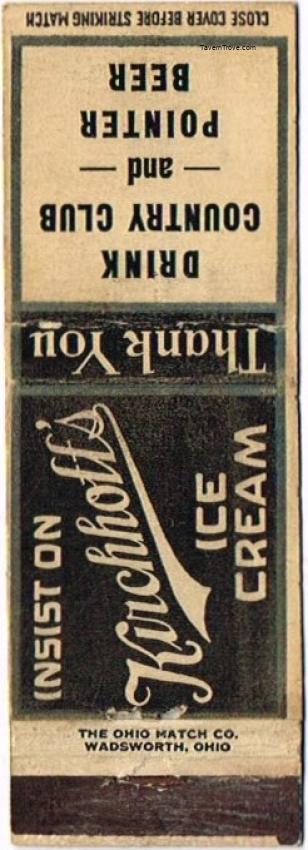 CLOSE COVER BEFORE STRIKING MATCH
TavernTrove.com
DRINK
COUNTRY CLUB
— and —
POINTER
BEER
Thank You
INSIST ON
Kirchhoff's
ICE
CREAM
THE OHIO MATCH CO.
WADSWORTH, OHIO